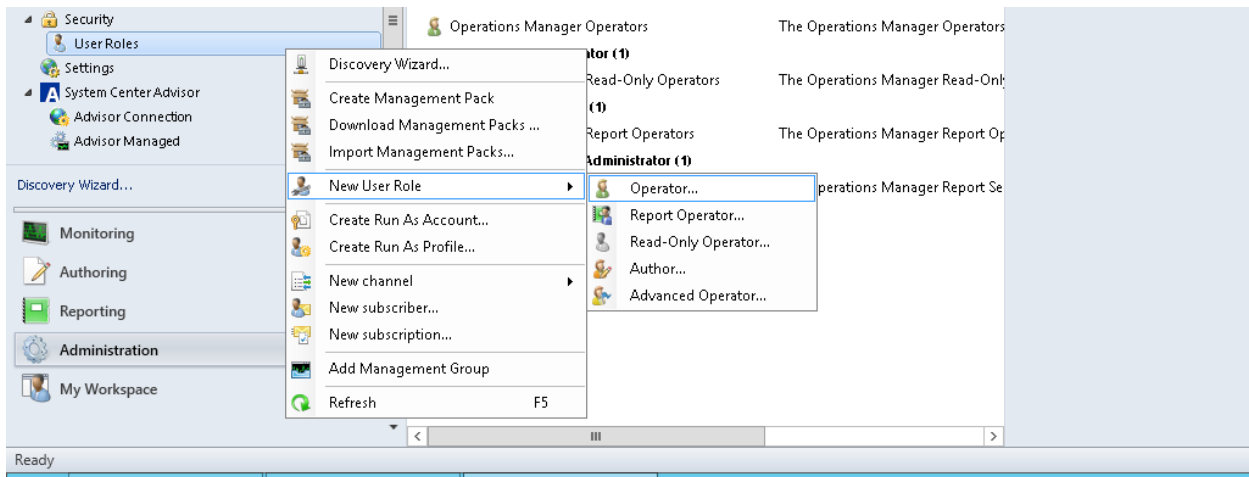 Security
User Roles
Settings
System Center Advisor
Advisor Connection
Advisor Managed
Discovery Wizard...
Monitoring
Authoring
Reporting
Administration
My Workspace
Discovery Wizard...
Create Management Pack
Download Management Packs ...
Import Management Packs...
New User Role
Create Run As Account...
Create Run As Profile...
New channel
New subscriber...
New subscription...
Add Management Group
Refresh F5
Operator...
Report Operator...
Read-Only Operator...
Author...
Advanced Operator...
Operations Manager Operators The Operations Manager Operators
(1)
Read-Only Operators The Operations Manager Read-Onl
(1)
Report Operators The Operations Manager Report Op
Administrator (1)
perations Manager Report Se
Ready